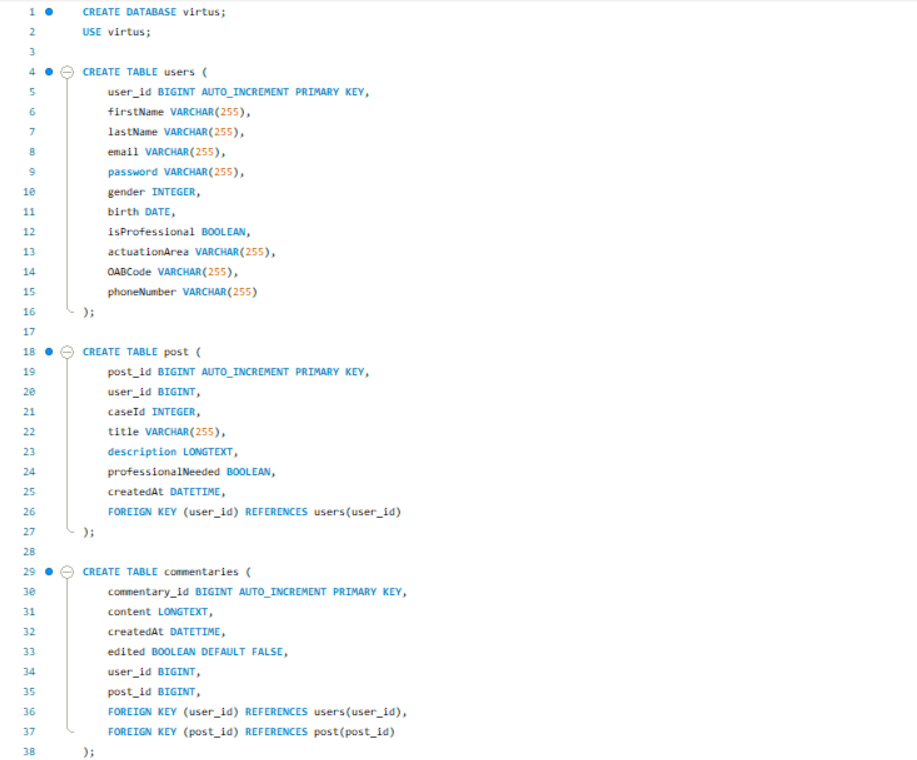 1 CREATE DATABASE virtus;
2 USE virtus;
3
4 CREATE TABLE users (
5 user_id BIGINT AUTO_INCREMENT PRIMARY KEY,
6 firstName VARCHAR(255),
7 lastName VARCHAR(255),
8 email VARCHAR(255),
9 password VARCHAR(255),
10 gender INTEGER,
11 birth DATE,
12 isProfessional BOOLEAN,
13 actuationArea VARCHAR(255),
14 OABCode VARCHAR(255),
15 phoneNumber VARCHAR(255)
16 );
17
18 CREATE TABLE post (
19 post_id BIGINT AUTO_INCREMENT PRIMARY KEY,
20 user_id BIGINT,
21 caseId INTEGER,
22 title VARCHAR(255),
23 description LONGTEXT,
24 professionalNeeded BOOLEAN,
25 createdAt DATETIME,
26 FOREIGN KEY (user_id) REFERENCES users(user_id)
27 );
28
29 CREATE TABLE commentaries (
30 commentary_id BIGINT AUTO_INCREMENT PRIMARY KEY,
31 content LONGTEXT,
32 createdAt DATETIME,
33 edited BOOLEAN DEFAULT FALSE,
34 user_id BIGINT,
35 post_id BIGINT,
36 FOREIGN KEY (user_id) REFERENCES users(user_id),
37 FOREIGN KEY (post_id) REFERENCES post(post_id)
38 );